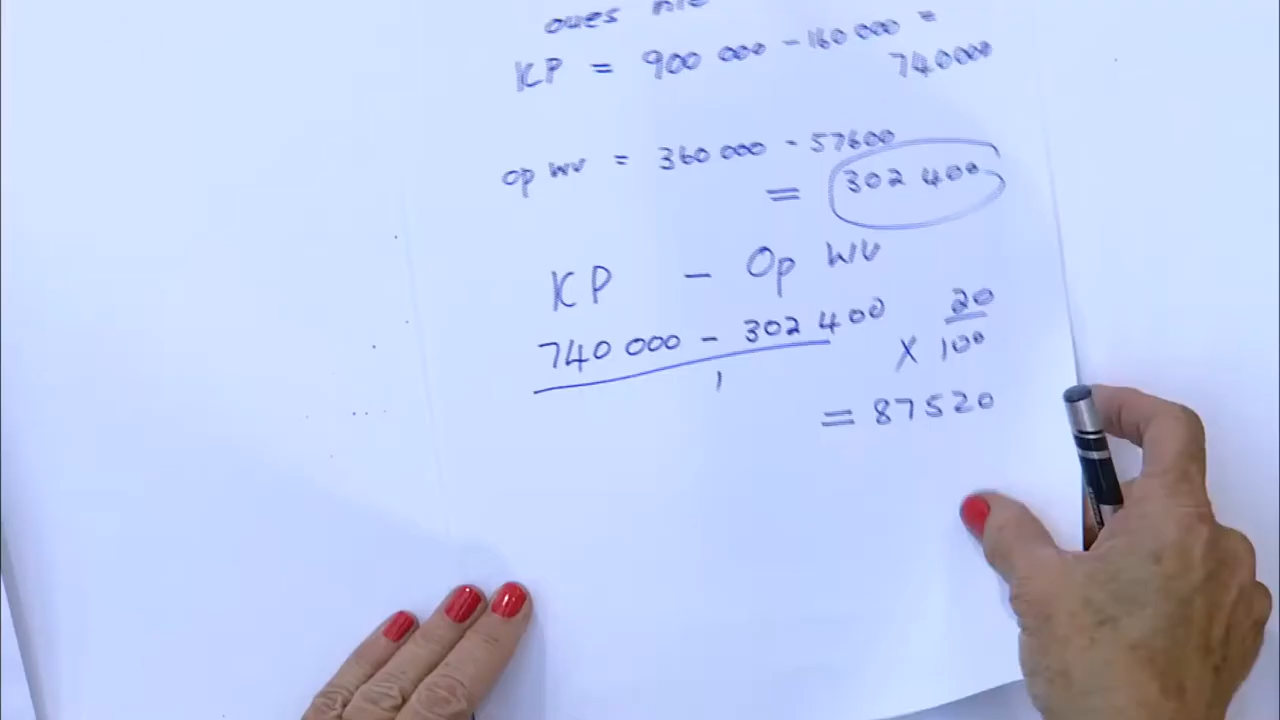 oues
KP = 900 000 - 160 000 =
740000
op wv = 360 000 - 57600
= 302 400
KP - Op WV
740 000 - 302 400 20
1 X 100
= 87520